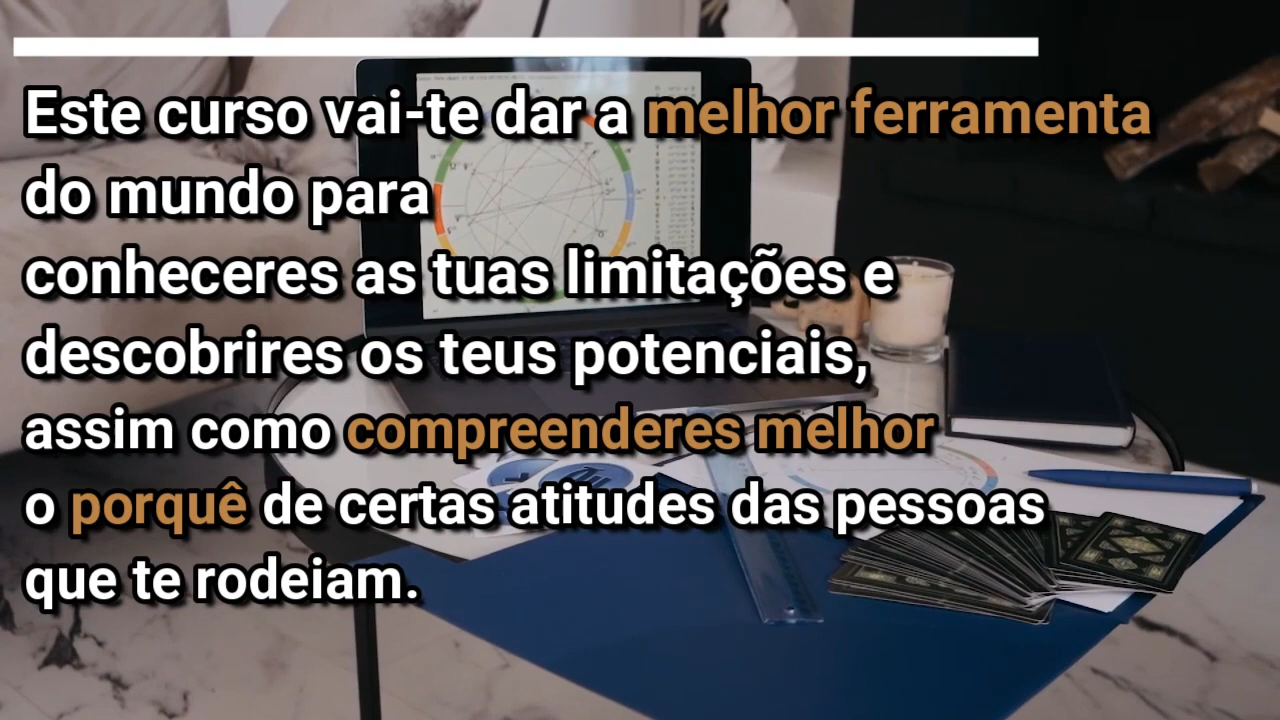 Este curso vai-te dar a melhor ferramenta
do mundo para
conheceres as tuas limitações e
descobrires os teus potenciais,
assim como compreenderes melhor
o porquê de certas atitudes das pessoas
que te rodeiam.